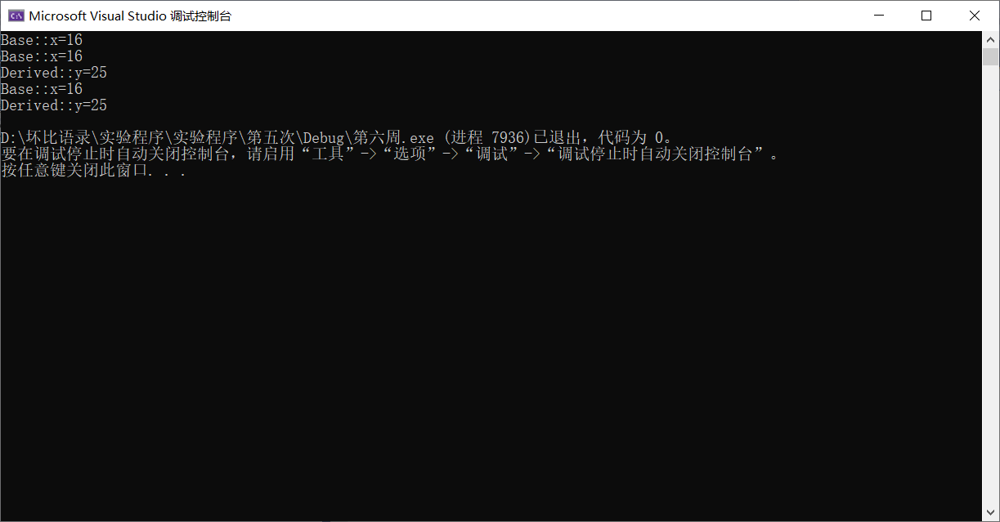 Microsoft Visual Studio 调试控制台
Base::x=16
Base::x=16
Derived::y=25
Base::x=16
Derived::y=25
D:\坏比语录\实验程序\实验程序\第五次\Debug\第六周.exe (进程 7936)已退出，代码为 0。
要在调试停止时自动关闭控制台，请启用“工具”->“选项”->“调试”->“调试停止时自动关闭控制台”。
按任意键关闭此窗口. . .